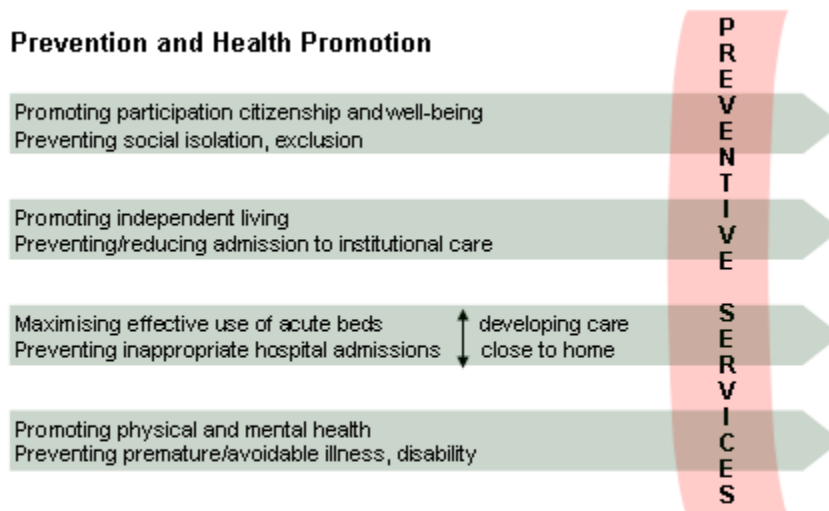 Prevention and Health Promotion
Promoting participation citizenship and well-being
Preventing social isolation, exclusion
Promoting independent living
Preventing/reducing admission to institutional care
Maximising effective use of acute beds developing care
Preventing inappropriate hospital admissions close to home
Promoting physical and mental health
Preventing premature/avoidable illness, disability
PREVENTIVE SERVICES